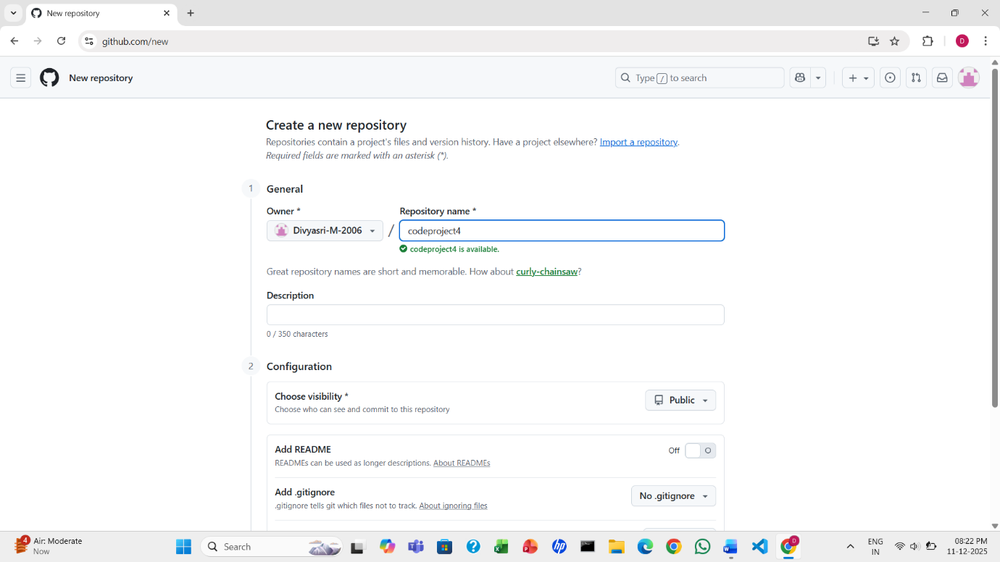 New repository
github.com/new
D
New repository
Type / to search
Create a new repository
Repositories contain a project's files and version history. Have a project elsewhere? Import a repository.
Required fields are marked with an asterisk (*).
1 General
Owner * Repository name *
Divyasri-M-2006 / codeproject4
codeproject4 is available.
Great repository names are short and memorable. How about curly-chainsaw?
Description
0 / 350 characters
2 Configuration
Choose visibility * Public
Choose who can see and commit to this repository
Add README Off
READMEs can be used as longer descriptions. About READMEs
Add .gitignore No .gitignore
.gitignore tells git which files not to track. About ignoring files
4 Air: Moderate
Now
Search
ENG
IN
08:22 PM
11-12-2025